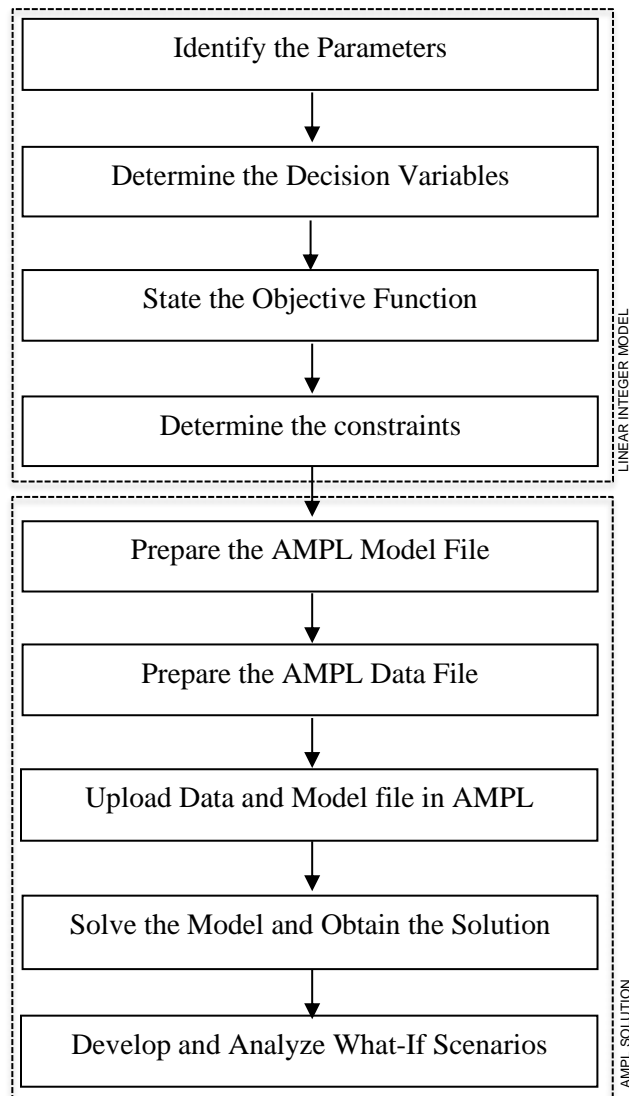 Identify the Parameters
Determine the Decision Variables
State the Objective Function
Determine the constraints
LINEAR INTEGER MODEL
Prepare the AMPL Model File
Prepare the AMPL Data File
Upload Data and Model file in AMPL
Solve the Model and Obtain the Solution
Develop and Analyze What-If Scenarios
AMPL SOLUTION